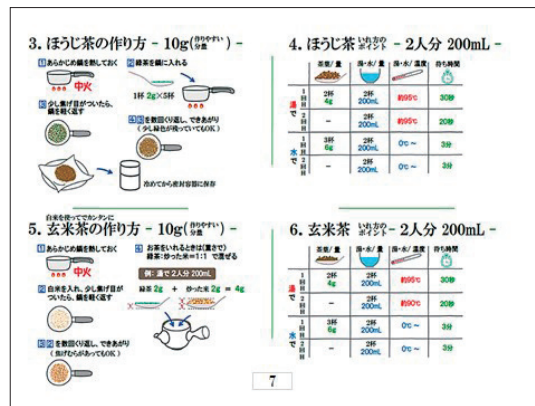 3. ほうじ茶の作り方 - 10g(作りやすい分量) -
1 あらかじめ鍋を熱しておく
中火
2 緑茶を鍋に入れる
1杯 2g×5杯
3 少し焦げ目がついたら、
鍋を軽く返す
4 3を数回くり返し、できあがり
(少し緑色が残っていてもOK)
冷めてから密封容器に保存
4. ほうじ茶 いれ方のポイント - 2人分 200mL -
茶葉/量 湯・水/量 湯・水/温度 待ち時間
湯で 1回目 2杯 4g 2杯 200mL 約95℃ 30秒
2回目 - 2杯 200mL 約95℃ 20秒
水で 1回目 3杯 6g 2杯 200mL 0℃~ 3分
2回目 - 2杯 200mL 0℃~ 3分
白米を使ってカンタンに
5. 玄米茶の作り方 - 10g(作りやすい分量) -
1 あらかじめ鍋を熱しておく
中火
2 白米を入れ、少し焦げ目が
ついたら、鍋を軽く返す
3 2を数回くり返し、できあがり
(焦げむらがあってもOK)
4 お茶をいれるときは(重さで)
緑茶:炒った米=1:1 で混ぜる
例:湯で2人分 200mL
緑茶 2g + 炒った米 2g = 4g
6. 玄米茶 いれ方のポイント - 2人分 200mL -
茶葉/量 湯・水/量 湯・水/温度 待ち時間
湯で 1回目 2杯 4g 2杯 200mL 約95℃ 30秒
2回目 - 2杯 200mL 約90℃ 20秒
水で 1回目 3杯 6g 2杯 200mL 0℃~ 3分
2回目 - 2杯 200mL 0℃~ 3分
7